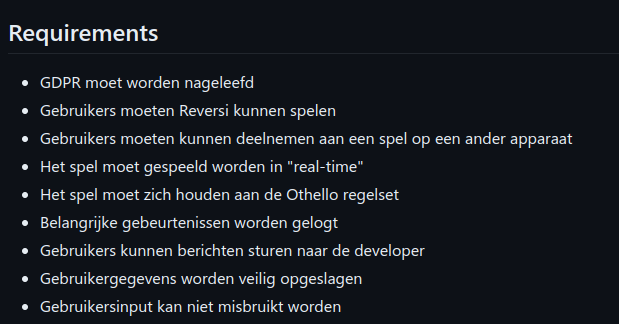 Requirements
• GDPR moet worden nageleefd
• Gebruikers moeten Reversi kunnen spelen
• Gebruikers moeten kunnen deelnemen aan een spel op een ander apparaat
• Het spel moet gespeeld worden in "real-time"
• Het spel moet zich houden aan de Othello regelset
• Belangrijke gebeurtenissen worden gelogt
• Gebruikers kunnen berichten sturen naar de developer
• Gebruikergegevens worden veilig opgeslagen
• Gebruikersinput kan niet misbruikt worden